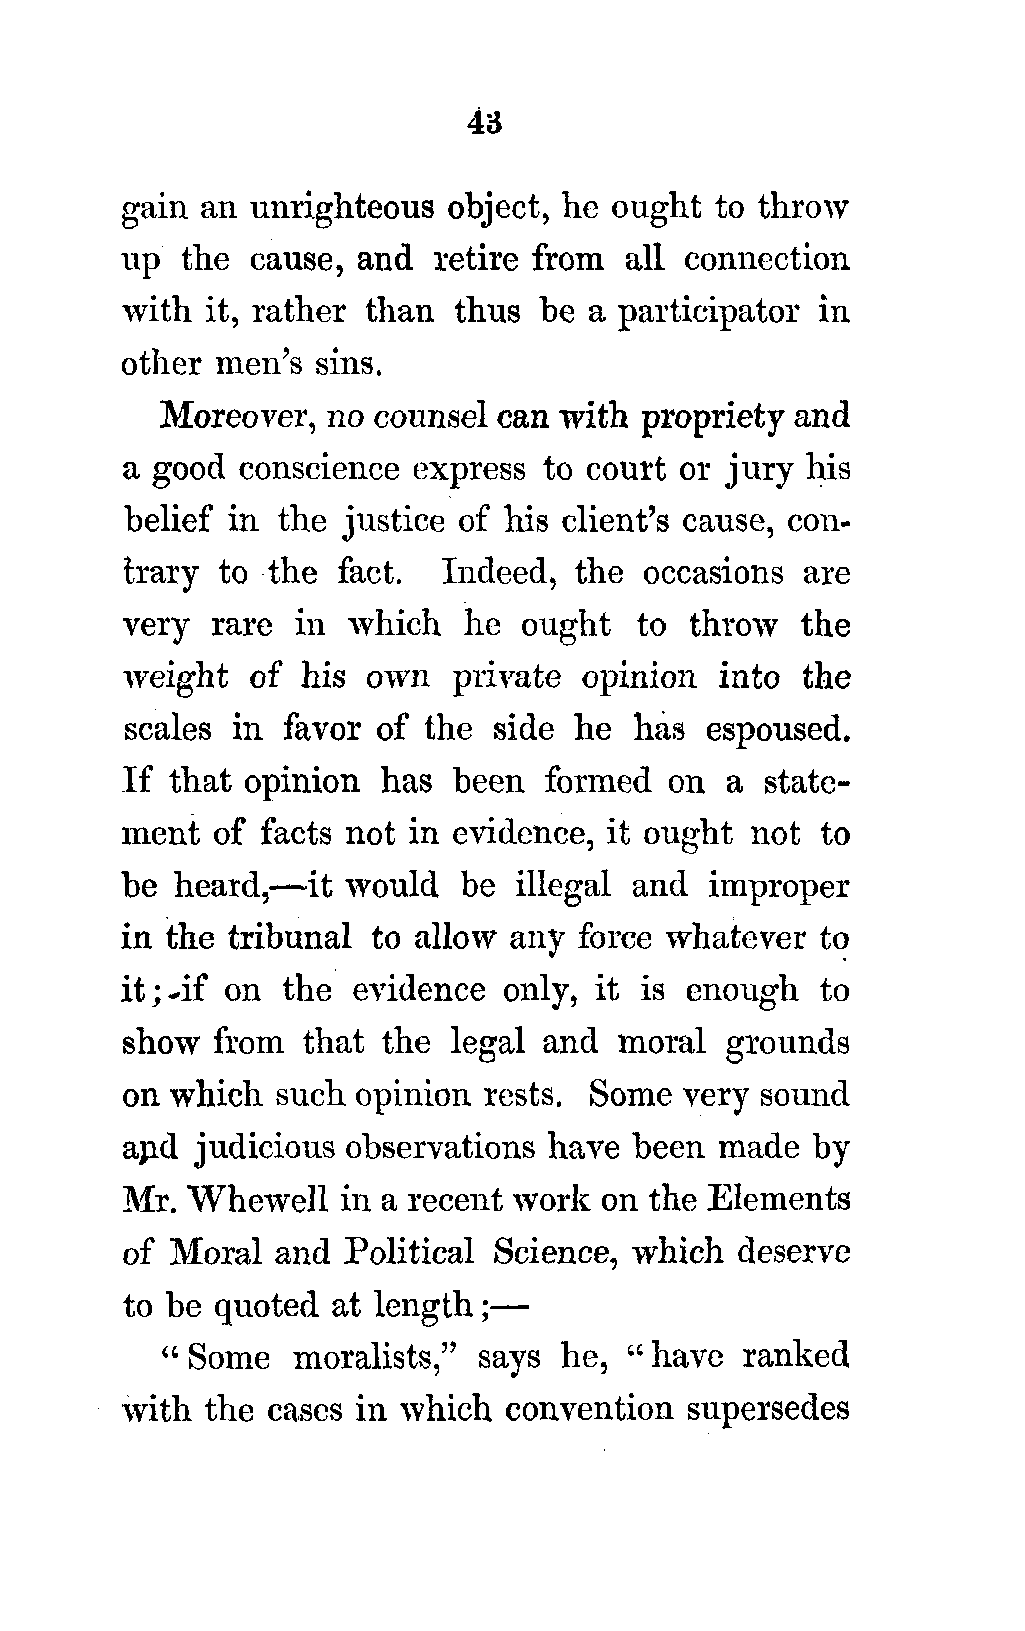 43
gain an unrighteous object, he ought to throw
up the cause, and retire from all connection
with it, rather than thus be a participator in
other men's sins.
Moreover, no counsel can with propriety and
a good conscience express to court or jury his
belief in the justice of his client's cause, con-
trary to the fact. Indeed, the occasions are
very rare in which he ought to throw the
weight of his own private opinion into the
scales in favor of the side he has espoused.
If that opinion has been formed on a state-
ment of facts not in evidence, it ought not to
be heard,—it would be illegal and improper
in the tribunal to allow any force whatever to
it; -if on the evidence only, it is enough to
show from that the legal and moral grounds
on which such opinion rests. Some very sound
and judicious observations have been made by
Mr. Whewell in a recent work on the Elements
of Moral and Political Science, which deserve
to be quoted at length;—
"Some moralists," says he, "have ranked
with the cases in which convention supersedes